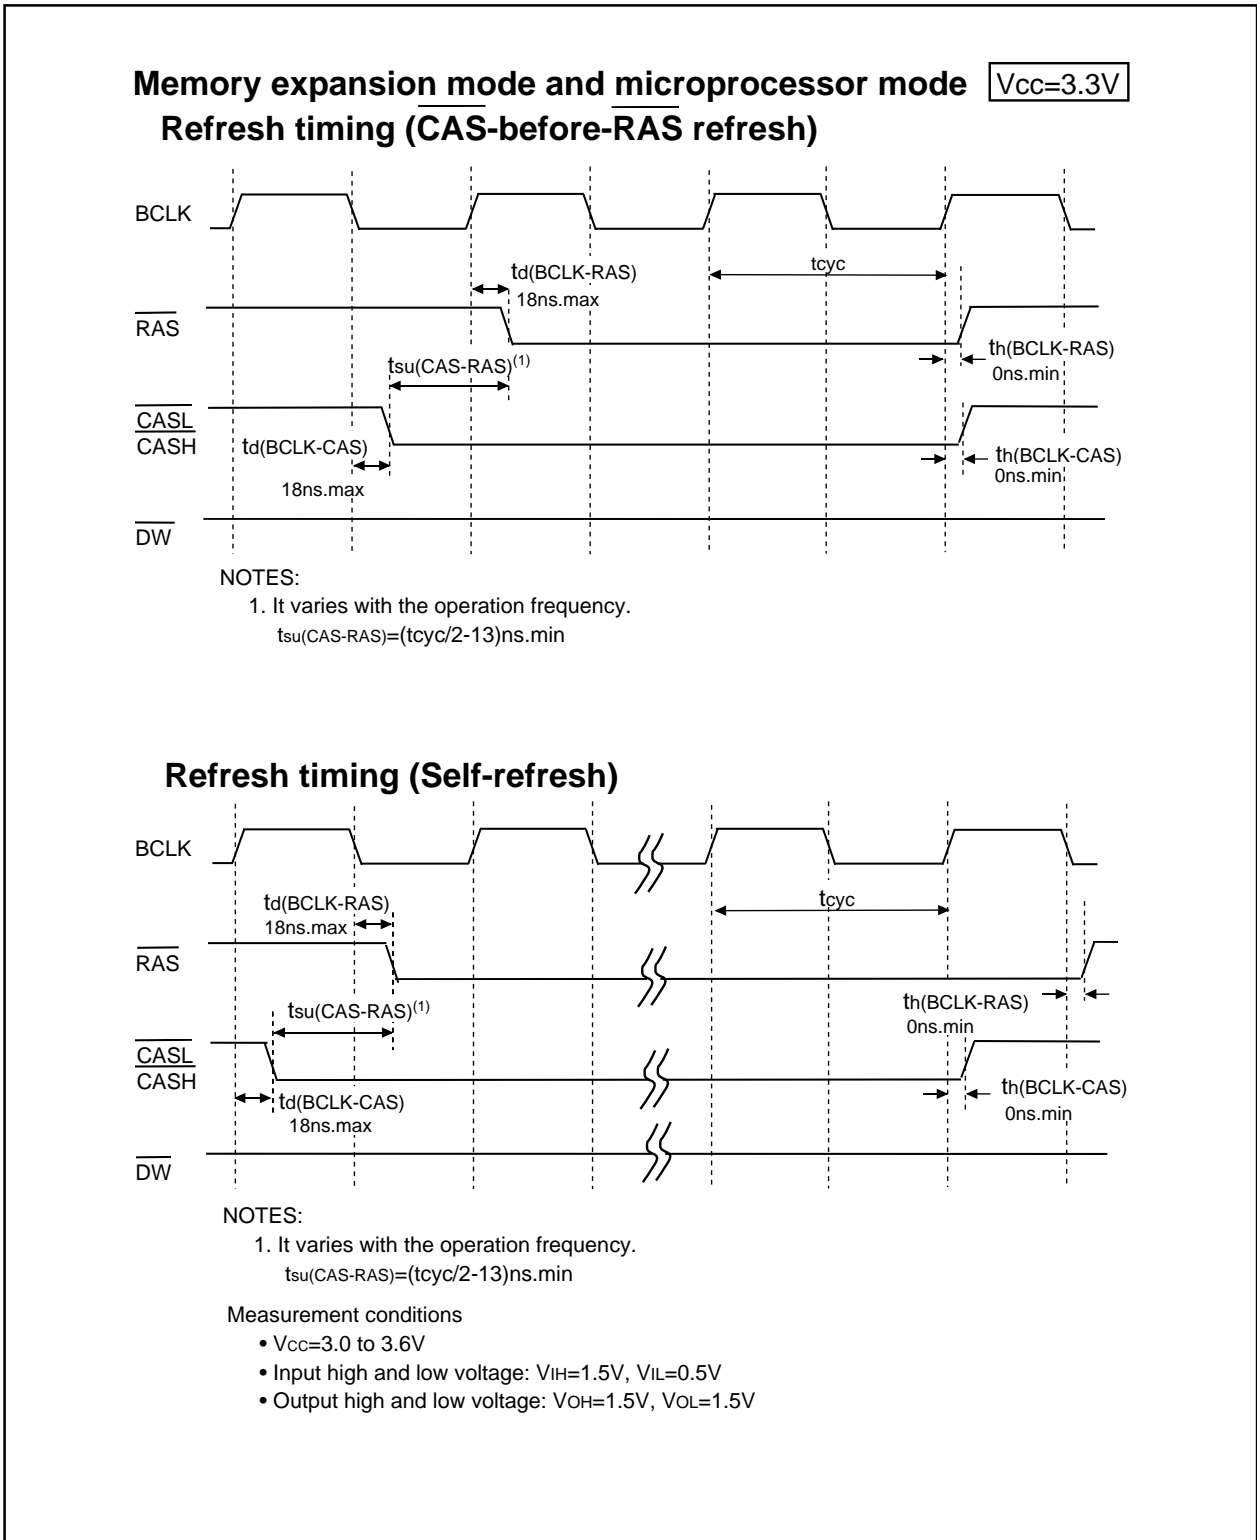 Memory expansion mode and microprocessor mode Vcc=3.3V
Refresh timing (CAS-before-RAS refresh)
BCLK
td(BCLK-RAS)
18ns.max
tcyc
RAS
th(BCLK-RAS)
0ns.min
tsu(CAS-RAS)(1)
CASL
CASH
td(BCLK-CAS)
18ns.max
th(BCLK-CAS)
0ns.min
DW
NOTES:
1. It varies with the operation frequency.
tsu(CAS-RAS)=(tcyc/2-13)ns.min
Refresh timing (Self-refresh)
BCLK
td(BCLK-RAS)
18ns.max
tcyc
RAS
tsu(CAS-RAS)(1)
th(BCLK-RAS)
0ns.min
CASL
CASH
td(BCLK-CAS)
18ns.max
th(BCLK-CAS)
0ns.min
DW
NOTES:
1. It varies with the operation frequency.
tsu(CAS-RAS)=(tcyc/2-13)ns.min
Measurement conditions
• VCC=3.0 to 3.6V
• Input high and low voltage: VIH=1.5V, VIL=0.5V
• Output high and low voltage: VOH=1.5V, VOL=1.5V